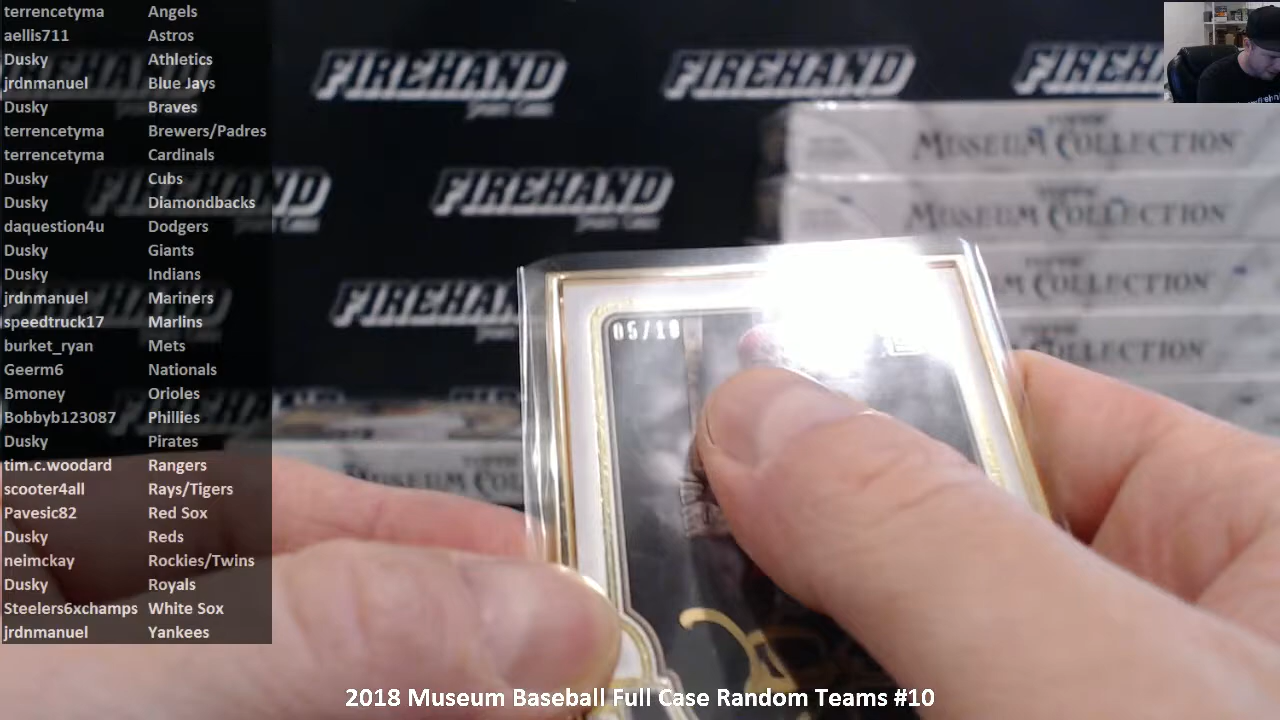 terrencetyma Angels
aellis711 Astros
Dusky Athletics
jrdnmanuel Blue Jays
Dusky Braves
terrencetyma Brewers/Padres
terrencetyma Cardinals
Dusky Cubs
Dusky Diamondbacks
daquestion4u Dodgers
Dusky Giants
Dusky Indians
jrdnmanuel Mariners
speedtruck17 Marlins
burket_ryan Mets
Geerm6 Nationals
Bmoney Orioles
Bobbyb123087 Phillies
Dusky Pirates
tim.c.woodard Rangers
scooter4all Rays/Tigers
Pavesic82 Red Sox
Dusky Reds
neimckay Rockies/Twins
Dusky Royals
Steelers6xchamps White Sox
jrdnmanuel Yankees
FIREHAND
FIREHAND
FIREHAND
FIREHAND
MUSEUM COLLECTION
MUSEUM COLLECTION
MUSEUM COLLECTION
COLLECTION
05/10
2018 Museum Baseball Full Case Random Teams #10